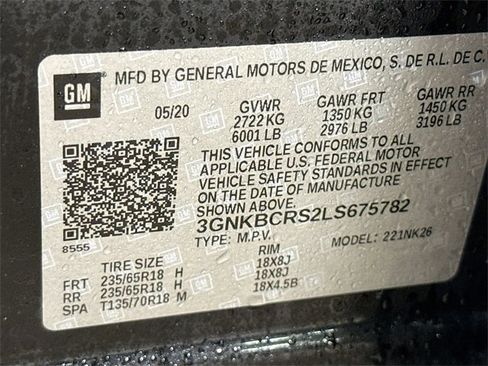 GM
MFD BY GENERAL MOTORS DE MEXICO, S. DE R.L. DE C.
05/20 GVWR GAWR FRT GAWR RR
2722 KG 1350 KG 1450 KG
6001 LB 2976 LB 3196 LB
THIS VEHICLE CONFORMS TO ALL
APPLICABLE U.S. FEDERAL MOTOR
VEHICLE SAFETY STANDARDS IN EFFECT
ON THE DATE OF MANUFACTURE
3GNKBCRS2LS675782
TYPE: M.P.V. MODEL: 221NK26
8555
TIRE SIZE RIM
FRT 235/65R18 H 18X8J
RR 235/65R18 H 18X8J
SPA T135/70R18 M 18X4.5B